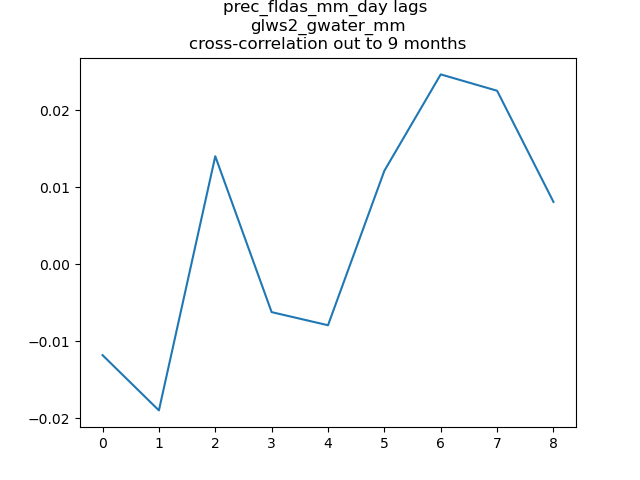 prec_fldas_mm_day lags
glws2_gwater_mm
cross-correlation out to 9 months
0.02
0.01
0.00
−0.01
−0.02
0 1 2 3 4 5 6 7 8